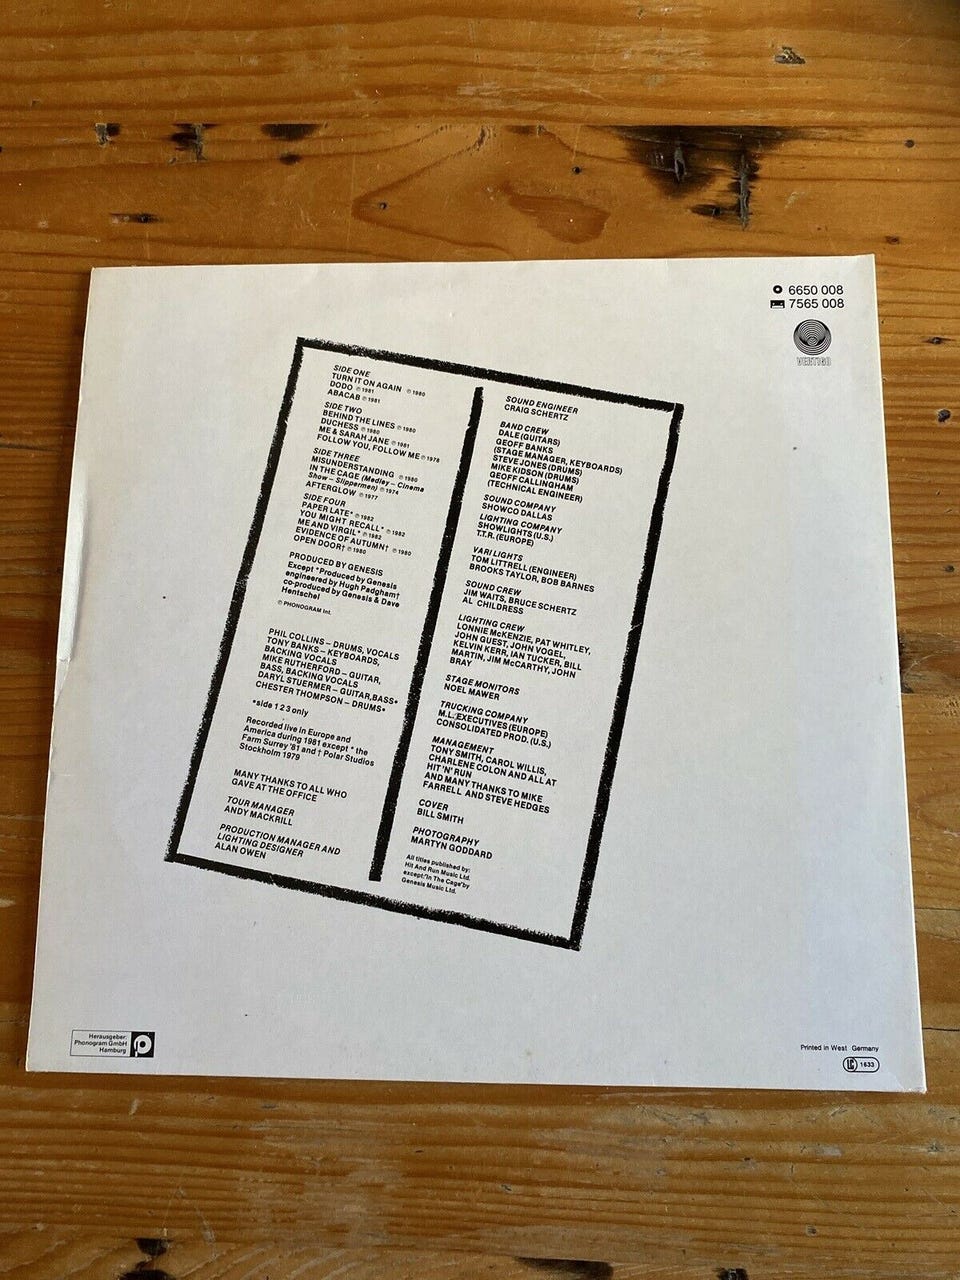 6650 008
7565 008
VERTIGO
SIDE ONE
TURN IT ON AGAIN ℗ 1980
DODO ℗ 1981
ABACAB ℗ 1981
SIDE TWO
BEHIND THE LINES ℗ 1980
DUCHESS ℗ 1980
ME & SARAH JANE ℗ 1981
FOLLOW YOU, FOLLOW ME ℗ 1978
SIDE THREE
MISUNDERSTANDING ℗ 1980
IN THE CAGE (Medley – Cinema
Show – Slippermen) ℗ 1974
AFTERGLOW ℗ 1977
SIDE FOUR
PAPER LATE* ℗ 1982
YOU MIGHT RECALL* ℗ 1982
ME AND VIRGIL* ℗ 1982
EVIDENCE OF AUTUMN† ℗ 1980
OPEN DOOR† ℗ 1980
PRODUCED BY GENESIS
Except *Produced by Genesis
engineered by Hugh Padgham†
co-produced by Genesis & Dave
Hentschel
℗ PHONOGRAM Int.
PHIL COLLINS – DRUMS, VOCALS
TONY BANKS – KEYBOARDS,
BACKING VOCALS
MIKE RUTHERFORD – GUITAR,
BASS, BACKING VOCALS
DARYL STUERMER – GUITAR, BASS•
CHESTER THOMPSON – DRUMS•
•side 1 2 3 only
Recorded live in Europe and
America during 1981 except * the
Farm Surrey '81 and † Polar Studios
Stockholm 1979
MANY THANKS TO ALL WHO
GAVE AT THE OFFICE
TOUR MANAGER
ANDY MACKRILL
PRODUCTION MANAGER AND
LIGHTING DESIGNER
ALAN OWEN
SOUND ENGINEER
CRAIG SCHERTZ
BAND CREW
DALE (GUITARS)
GEOFF BANKS
(STAGE MANAGER, KEYBOARDS)
STEVE JONES (DRUMS)
MIKE KIDSON (DRUMS)
GEOFF CALLINGHAM
(TECHNICAL ENGINEER)
SOUND COMPANY
SHOWCO DALLAS
LIGHTING COMPANY
SHOWLIGHTS (U.S.)
T.T.R. (EUROPE)
VARI LIGHTS
TOM LITTRELL (ENGINEER)
BROOKS TAYLOR, BOB BARNES
SOUND CREW
JIM WAITS, BRUCE SCHERTZ
AL CHILDRESS
LIGHTING CREW
LONNIE McKENZIE, PAT WHITLEY,
JOHN GUEST, JOHN VOGEL,
KELVIN KERR, IAN TUCKER, BILL
MARTIN, JIM McCARTHY, JOHN
BRAY
STAGE MONITORS
NOEL MAWER
TRUCKING COMPANY
M.L. EXECUTIVES (EUROPE)
CONSOLIDATED PROD. (U.S.)
MANAGEMENT
TONY SMITH, CAROL WILLIS,
CHARLENE COLON AND ALL AT
HIT 'N' RUN
AND MANY THANKS TO MIKE
FARRELL AND STEVE HEDGES
COVER
BILL SMITH
PHOTOGRAPHY
MARTYN GODDARD
All titles published by:
Hit And Run Music Ltd.
except:'In The Cage' by
Genesis Music Ltd.
Herausgeber:
Phonogram GmbH
Hamburg
Printed in West Germany
LC 1633